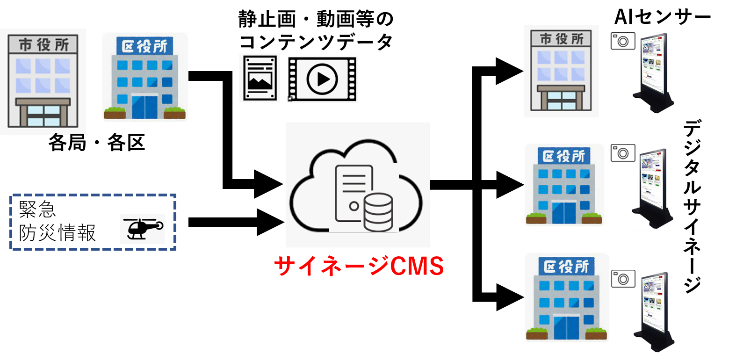 静止画・動画等の
コンテンツデータ
AIセンサー
市役所
区役所
市役所
各局・各区
区役所
デジタルサイネージ
緊急
防災情報
サイネージCMS
区役所